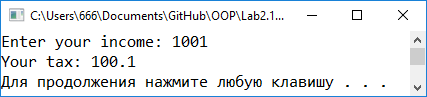 C:\Users\666\Documents\GitHub\OOP\Lab2.1...
Enter your income: 1001
Your tax: 100.1
Для продолжения нажмите любую клавишу . . .